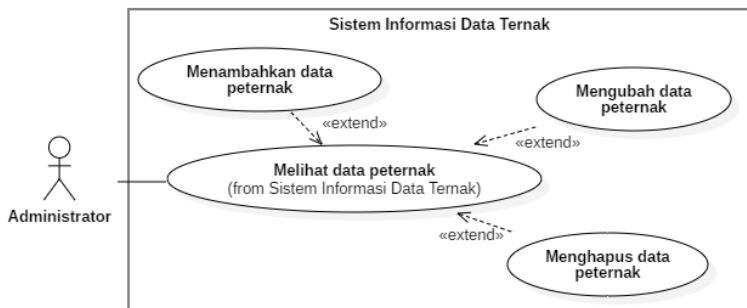 Sistem Informasi Data Ternak
Menambahkan data
peternak
Mengubah data
peternak
«extend»
«extend»
Melihat data peternak
(from Sistem Informasi Data Ternak)
Administrator
«extend»
Menghapus data
peternak